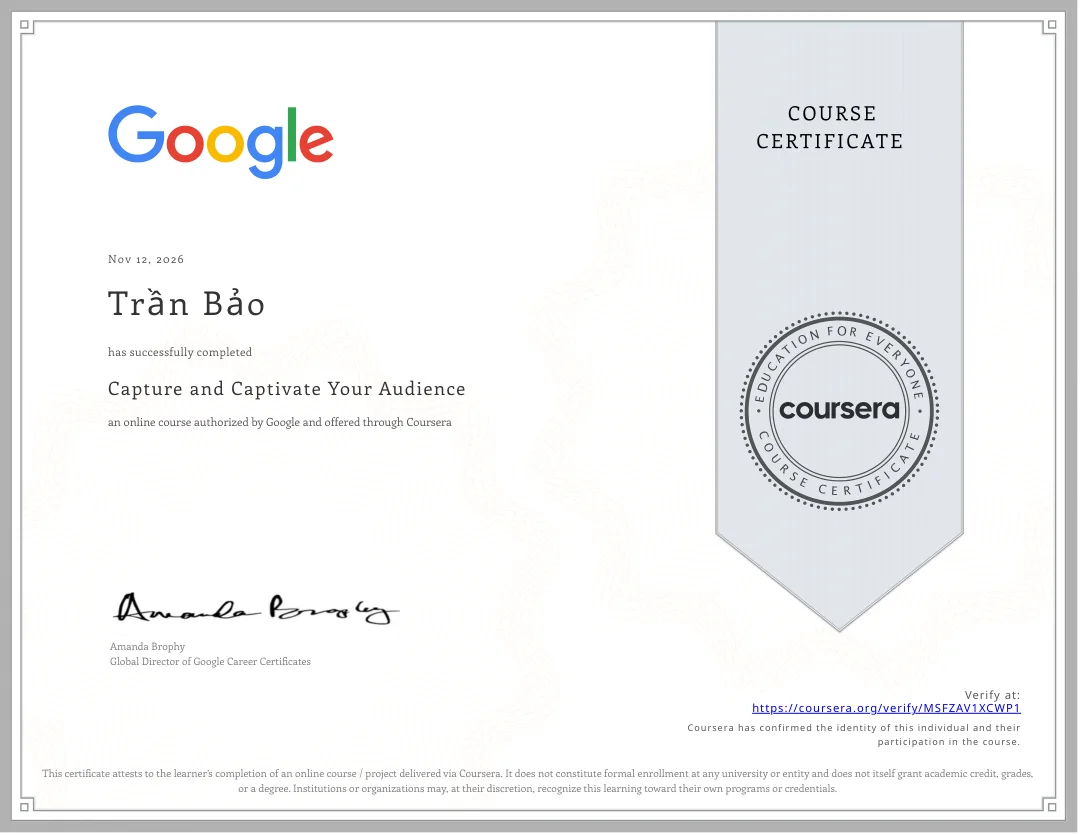 Google
COURSE
CERTIFICATE
Nov 12, 2026
Trần Bảo
has successfully completed
Capture and Captivate Your Audience
an online course authorized by Google and offered through Coursera
EDUCATION FOR EVERYONE
coursera
COURSE CERTIFICATE
Amanda Brophy
Amanda Brophy
Global Director of Google Career Certificates
Verify at:
https://coursera.org/verify/MSFZAV1XCWP1
Coursera has confirmed the identity of this individual and their
participation in the course.
This certificate attests to the learner's completion of an online course / project delivered via Coursera. It does not constitute formal enrollment at any university or entity and does not itself grant academic credit, grades,
or a degree. Institutions or organizations may, at their discretion, recognize this learning toward their own programs or credentials.